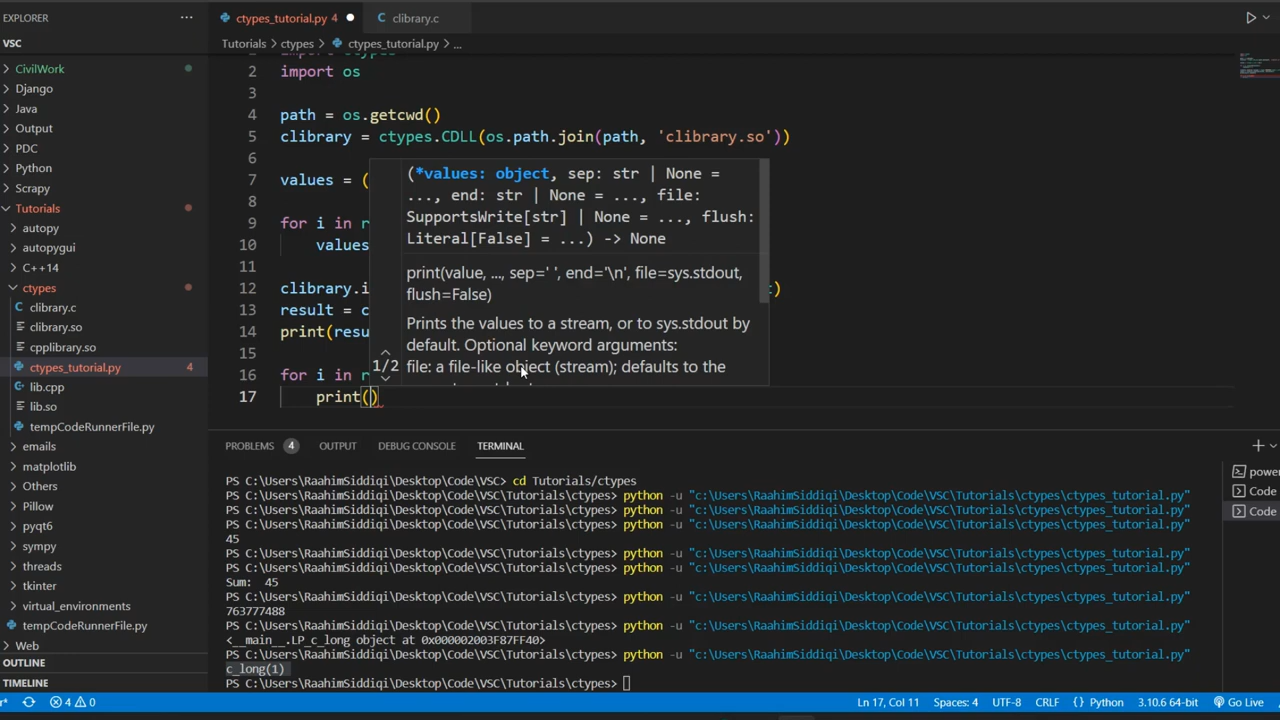 EXPLORER
VSC
CivilWork
Django
Java
Output
PDC
Python
Scrapy
Tutorials
autopy
autopygui
C++14
ctypes
clibrary.c
clibrary.so
cpplibrary.so
ctypes_tutorial.py 4
lib.cpp
lib.so
tempCodeRunnerFile.py
emails
matplotlib
Others
Pillow
pyqt6
sympy
threads
tkinter
virtual_environments
tempCodeRunnerFile.py
Web
OUTLINE
TIMELINE
ctypes_tutorial.py 4 clibrary.c
Tutorials > ctypes > ctypes_tutorial.py > ...
2 import os
3
4 path = os.getcwd()
5 clibrary = ctypes.CDLL(os.path.join(path, 'clibrary.so'))
6
7 values = (
8
9 for i in r
10 values
11
12 clibrary.i )
13 result = c
14 print(resu
15
16 for i in r
17 print()
(*values: object, sep: str | None =
..., end: str | None = ..., file:
SupportsWrite[str] | None = ..., flush:
Literal[False] = ...) -> None
print(value, ..., sep=' ', end='\n', file=sys.stdout,
flush=False)
Prints the values to a stream, or to sys.stdout by
default. Optional keyword arguments:
1/2 file: a file-like object (stream); defaults to the
PROBLEMS 4 OUTPUT DEBUG CONSOLE TERMINAL
PS C:\Users\RaahimSiddiqi\Desktop\Code\VSC> cd Tutorials/ctypes
PS C:\Users\RaahimSiddiqi\Desktop\Code\VSC\Tutorials\ctypes> python -u "c:\Users\RaahimSiddiqi\Desktop\Code\VSC\Tutorials\ctypes\ctypes_tutorial.py"
PS C:\Users\RaahimSiddiqi\Desktop\Code\VSC\Tutorials\ctypes> python -u "c:\Users\RaahimSiddiqi\Desktop\Code\VSC\Tutorials\ctypes\ctypes_tutorial.py"
PS C:\Users\RaahimSiddiqi\Desktop\Code\VSC\Tutorials\ctypes> python -u "c:\Users\RaahimSiddiqi\Desktop\Code\VSC\Tutorials\ctypes\ctypes_tutorial.py"
45
PS C:\Users\RaahimSiddiqi\Desktop\Code\VSC\Tutorials\ctypes> python -u "c:\Users\RaahimSiddiqi\Desktop\Code\VSC\Tutorials\ctypes\ctypes_tutorial.py"
PS C:\Users\RaahimSiddiqi\Desktop\Code\VSC\Tutorials\ctypes> python -u "c:\Users\RaahimSiddiqi\Desktop\Code\VSC\Tutorials\ctypes\ctypes_tutorial.py"
Sum: 45
PS C:\Users\RaahimSiddiqi\Desktop\Code\VSC\Tutorials\ctypes> python -u "c:\Users\RaahimSiddiqi\Desktop\Code\VSC\Tutorials\ctypes\ctypes_tutorial.py"
763777488
PS C:\Users\RaahimSiddiqi\Desktop\Code\VSC\Tutorials\ctypes> python -u "c:\Users\RaahimSiddiqi\Desktop\Code\VSC\Tutorials\ctypes\ctypes_tutorial.py"
<__main__.LP_c_long object at 0x000002003F87FF40>
PS C:\Users\RaahimSiddiqi\Desktop\Code\VSC\Tutorials\ctypes> python -u "c:\Users\RaahimSiddiqi\Desktop\Code\VSC\Tutorials\ctypes\ctypes_tutorial.py"
c_long(1)
PS C:\Users\RaahimSiddiqi\Desktop\Code\VSC\Tutorials\ctypes>
power
Code
Code
4 0 Ln 17, Col 11 Spaces: 4 UTF-8 CRLF {} Python 3.10.6 64-bit Go Live